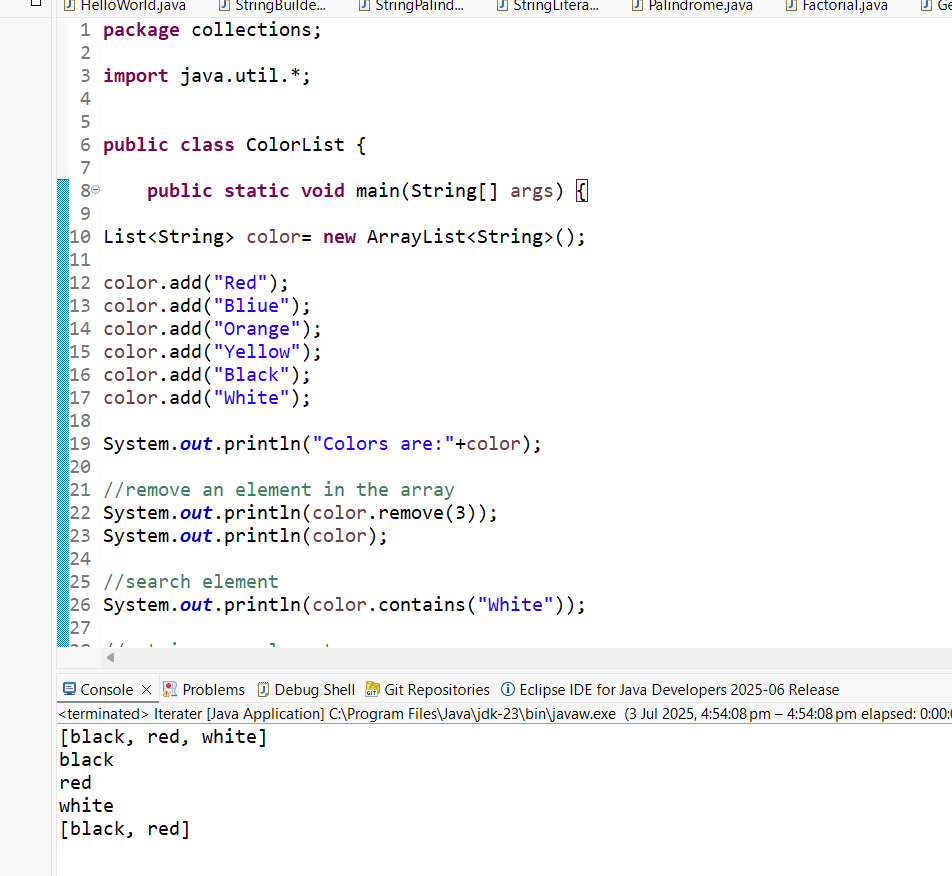 HelloWorld.java StringBuilde... StringPalind... StringLitera... Palindrome.java Factorial.java Ge
1 package collections;
2
3 import java.util.*;
4
5
6 public class ColorList {
7
8 public static void main(String[] args) {
9
10 List<String> color= new ArrayList<String>();
11
12 color.add("Red");
13 color.add("Bliue");
14 color.add("Orange");
15 color.add("Yellow");
16 color.add("Black");
17 color.add("White");
18
19 System.out.println("Colors are:"+color);
20
21 //remove an element in the array
22 System.out.println(color.remove(3));
23 System.out.println(color);
24
25 //search element
26 System.out.println(color.contains("White"));
27
Console Problems Debug Shell Git Repositories Eclipse IDE for Java Developers 2025-06 Release
<terminated> Iterater [Java Application] C:\Program Files\Java\jdk-23\bin\javaw.exe (3 Jul 2025, 4:54:08 pm – 4:54:08 pm elapsed: 0:00:
[black, red, white]
black
red
white
[black, red]